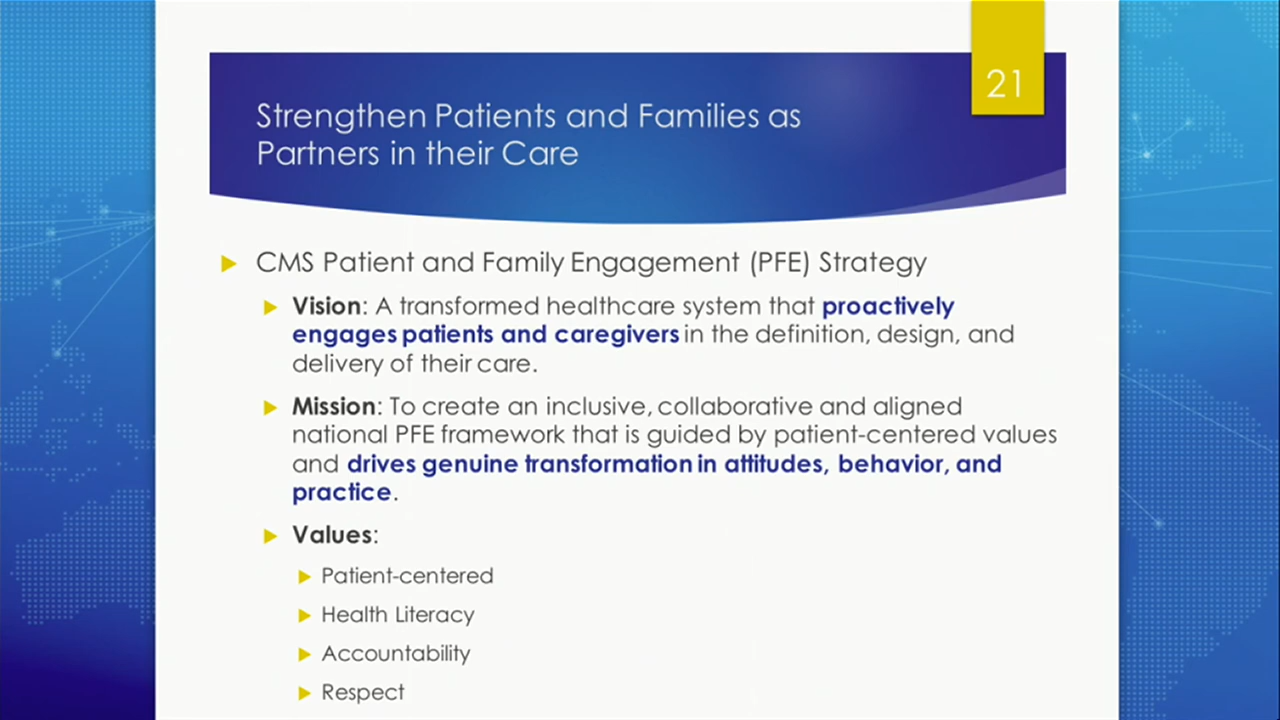 21
Strengthen Patients and Families as
Partners in their Care
CMS Patient and Family Engagement (PFE) Strategy
Vision: A transformed healthcare system that proactively
engages patients and caregivers in the definition, design, and
delivery of their care.
Mission: To create an inclusive, collaborative and aligned
national PFE framework that is guided by patient-centered values
and drives genuine transformation in attitudes, behavior, and
practice.
Values:
Patient-centered
Health Literacy
Accountability
Respect